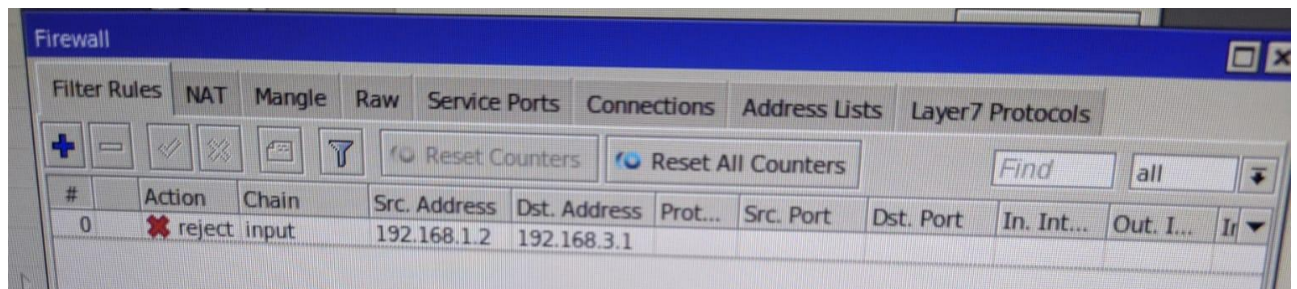 Firewall
Filter Rules NAT Mangle Raw Service Ports Connections Address Lists Layer7 Protocols
Reset Counters Reset All Counters Find all
# Action Chain Src. Address Dst. Address Prot... Src. Port Dst. Port In. Int... Out. I... Ir
0 reject input 192.168.1.2 192.168.3.1